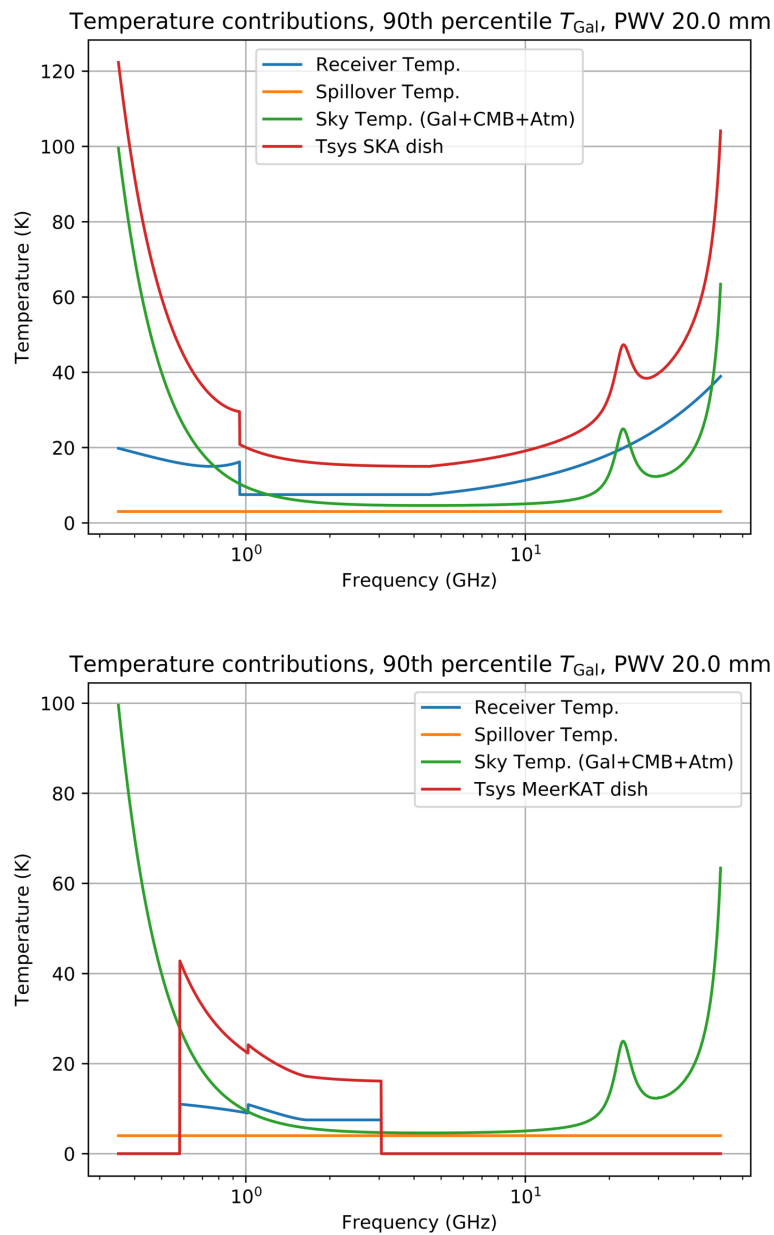 Temperature contributions, 90th percentile T_Gal, PWV 20.0 mm
Receiver Temp.
Spillover Temp.
Sky Temp. (Gal+CMB+Atm)
Tsys SKA dish
Temperature (K)
120
100
80
60
40
20
0
10^0
10^1
Frequency (GHz)
Temperature contributions, 90th percentile T_Gal, PWV 20.0 mm
Receiver Temp.
Spillover Temp.
Sky Temp. (Gal+CMB+Atm)
Tsys MeerKAT dish
Temperature (K)
100
80
60
40
20
0
10^0
10^1
Frequency (GHz)